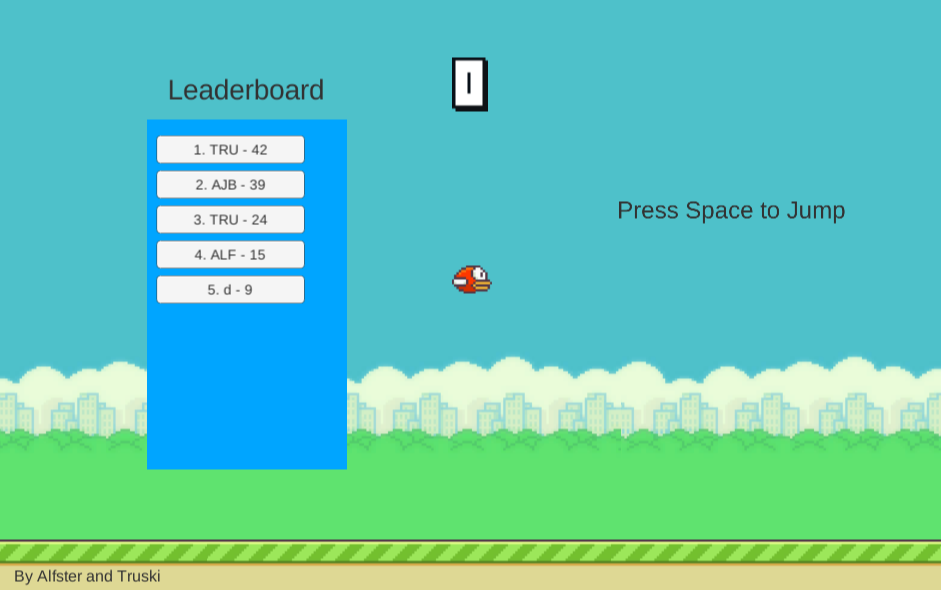 Leaderboard
1. TRU - 42
2. AJB - 39
3. TRU - 24
4. ALF - 15
5. d - 9
Press Space to Jump
By Alfster and Truski